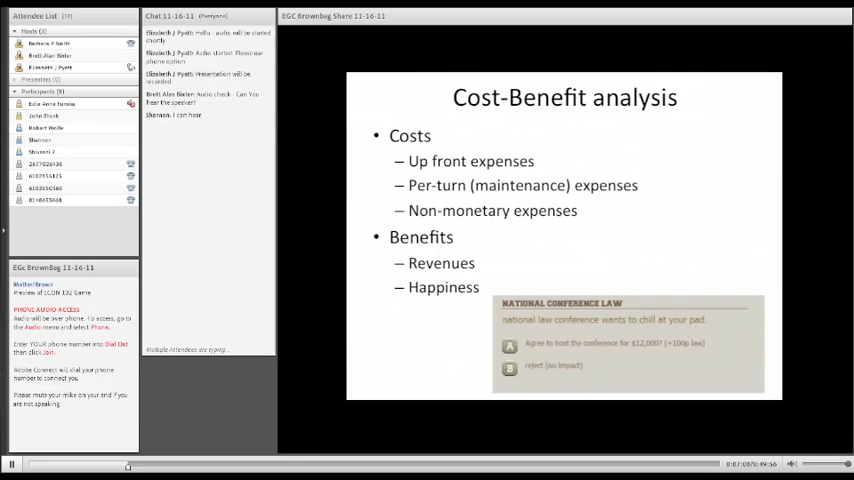 Attendee List (12)
Hosts (3)
Barbara P Smith
Brett Alan Bixler
Elizabeth J Pyatt
Presenters (0)
Participants (9)
Edie Anne Furniss
John Stank
Robert Wolfe
Shannon
Shivaani 2
EGc BrownBag 11-16-11
Matter/Brown
Preview of ECON 102 Game
PHONE AUDIO ACCESS
Audio will be over phone. To access, go to
the Audio menu and select Phone.
Enter YOUR phone number into Dial Out
then click Join.
Adobe Connect will dial your phone
number to connect you.
Please mute your mike on your end if you
are not speaking
Chat 11-16-11 (Everyone)
Elizabeth J Pyatt: Hello - audio will be started
shortly
Elizabeth J Pyatt: Audio started! Please use
phone option
Elizabeth J Pyatt: Presentation will be
recorded
Brett Alan Bixler: Audio check - Can you
hear the speaker?
Shannon: I can hear
Multiple Attendees are typing...
EGC Brownbag Share 11-16-11
Cost-Benefit analysis
• Costs
– Up front expenses
– Per-turn (maintenance) expenses
– Non-monetary expenses
• Benefits
– Revenues
– Happiness
NATIONAL CONFERENCE LAW
national law conference wants to chill at your pad.
A Agree to host the conference for $12,000? (+100p law)
B reject (no impact)
0:07:08/0:49:56